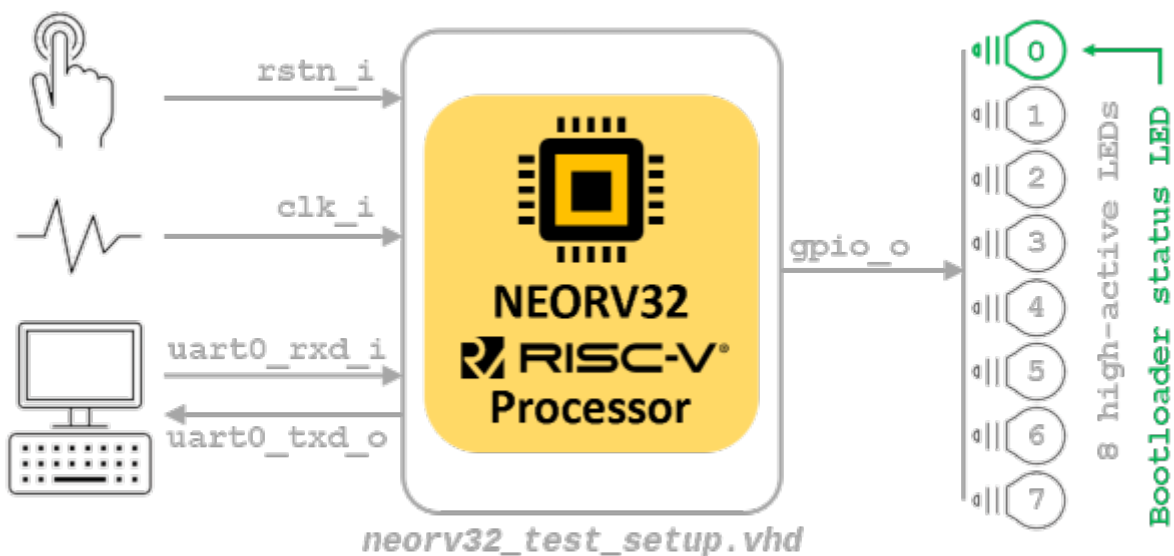 rstn_i
clk_i
uart0_rxd_i
uart0_txd_o
NEORV32
RISC-V®
Processor
gpio_o
0
1
2
3
4
5
6
7
8 high-active LEDs
Bootloader status LED
neorv32_test_setup.vhd